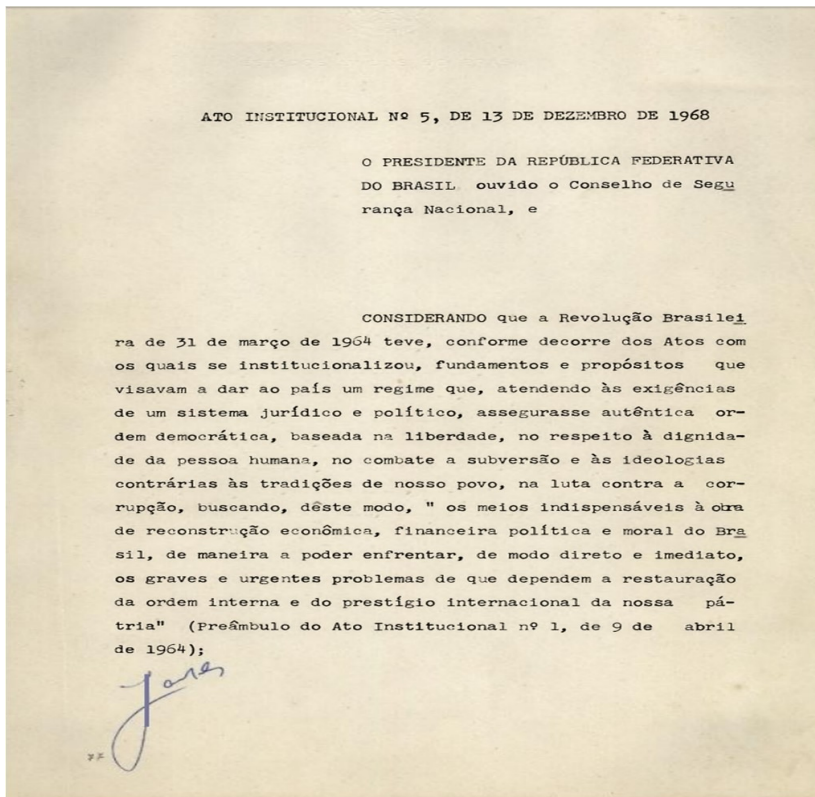 ATO INSTITUCIONAL Nº 5, DE 13 DE DEZEMBRO DE 1968
O PRESIDENTE DA REPÚBLICA FEDERATIVA
DO BRASIL ouvido o Conselho de Segu
rança Nacional, e
CONSIDERANDO que a Revolução Brasilei
ra de 31 de março de 1964 teve, conforme decorre dos Atos com
os quais se institucionalizou, fundamentos e propósitos que
visavam a dar ao país um regime que, atendendo às exigências
de um sistema jurídico e político, assegurasse autêntica or-
dem democrática, baseada na liberdade, no respeito à dignida-
de da pessoa humana, no combate a subversão e às ideologias
contrárias às tradições de nosso povo, na luta contra a cor-
rupção, buscando, dêste modo, " os meios indispensáveis à obra
de reconstrução econômica, financeira política e moral do Bra
sil, de maneira a poder enfrentar, de modo direto e imediato,
os graves e urgentes problemas de que dependem a restauração
da ordem interna e do prestígio internacional da nossa pá-
tria" (Preâmbulo do Ato Institucional nº 1, de 9 de abril
de 1964);